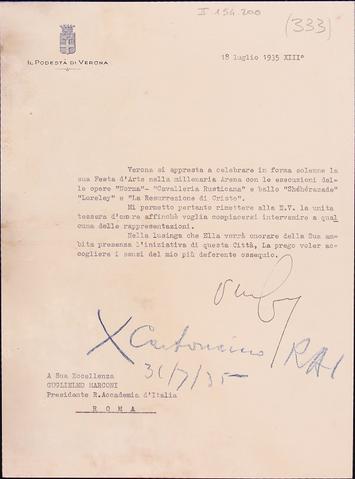 II 154.200
(333)
IL PODESTÀ DI VERONA
18 luglio 1935 XIII°
Verona si appresta a celebrare in forma solenne la
sua Festa d'Arte nella millenaria Arena con le esecuzioni del-
le opere "Norma"- "Cavalleria Rusticana" e ballo "Shéhérazade"
"Loreley" e "La Resurrezione di Cristo".
Mi permetto pertanto rimettere alla E.V. la unita
tessera d'onore affinchè voglia compiacersi intervenire a qual
cuna delle rappresentazioni.
Nella lusinga che Ella vorrà onorare della Sua am-
bita presenza l'iniziativa di questa Città, La prego voler ac-
cogliere i sensi del mio più deferente ossequio.
X Cartoncino RAI
31/7/35
A Sua Eccellenza
GUGLIELMO MARCONI
Presidente R.Accademia d'Italia
ROMA